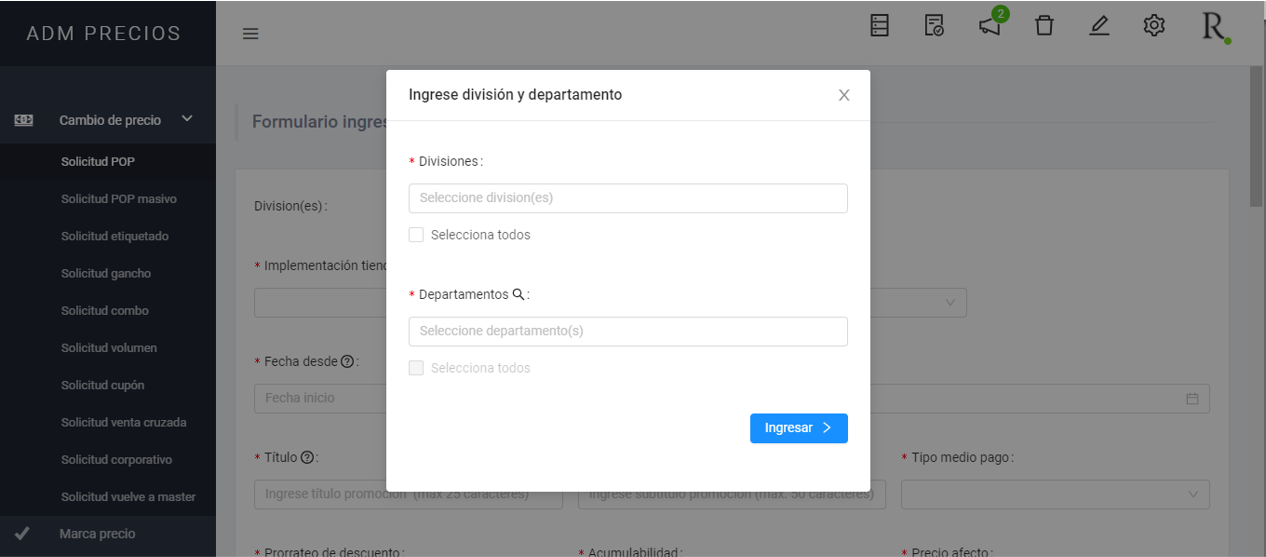 ADM PRECIOS
2
R
Cambio de precio
Solicitud POP
Solicitud POP masivo
Solicitud etiquetado
Solicitud gancho
Solicitud combo
Solicitud volumen
Solicitud cupón
Solicitud venta cruzada
Solicitud corporativo
Solicitud vuelve a master
Marca precio
Formulario ingre
Division(es) :
* Implementación tien
* Fecha desde :
Fecha inicio
* Título :
* Tipo medio pago :
Ingrese título promoción (máx 25 caracteres)
Ingrese subtítulo promoción (máx. 50 caracteres)
* Prorrateo de descuento :
* Acumulabilidad :
* Precio afecto :
Ingrese división y departamento
* Divisiones :
Seleccione division(es)
Selecciona todos
* Departamentos :
Seleccione departamento(s)
Selecciona todos
Ingresar